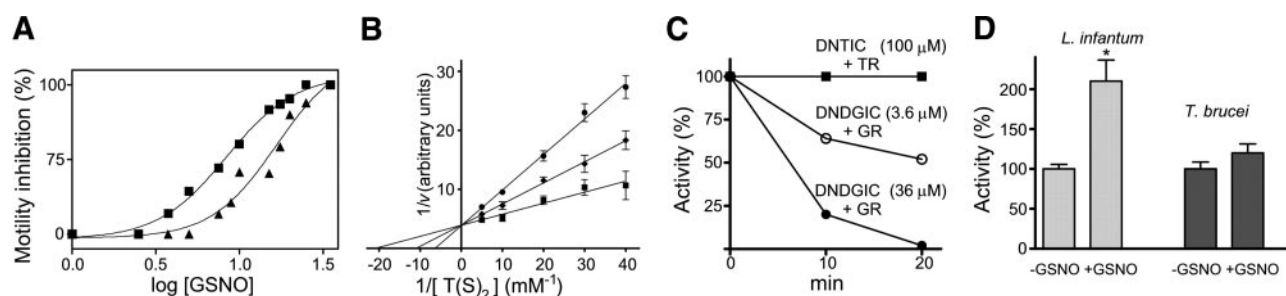 A
Motility inhibition (%)
100
75
0
0.0
0.5
1.0
1.5
log [GSNO]
B
1/v (arbitrary units)
30
20
10
-20
-10
0
10
20
30
40
1/[ T(S)₂] (mM⁻¹)
C
Activity (%)
100
75
50
25
0
10
20
min
DNTIC (100 µM)
+ TR
DNDGIC (3.6 µM)
+ GR
DNDGIC (36 µM)
+ GR
D
Activity (%)
200
150
100
50
0
L. infantum
*
T. brucei
-GSNO +GSNO
-GSNO +GSNO